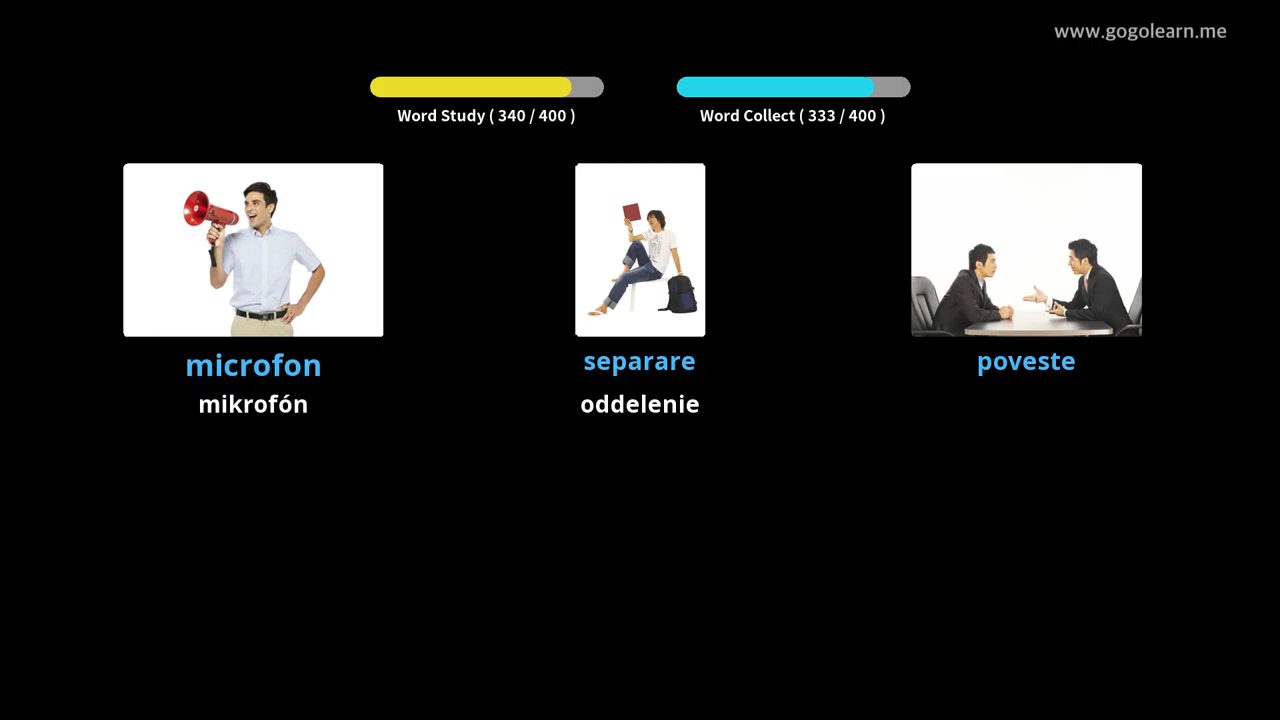 www.gogolearn.me
Word Study ( 340 / 400 )
Word Collect ( 333 / 400 )
microfon
mikrofón
separare
oddelenie
poveste